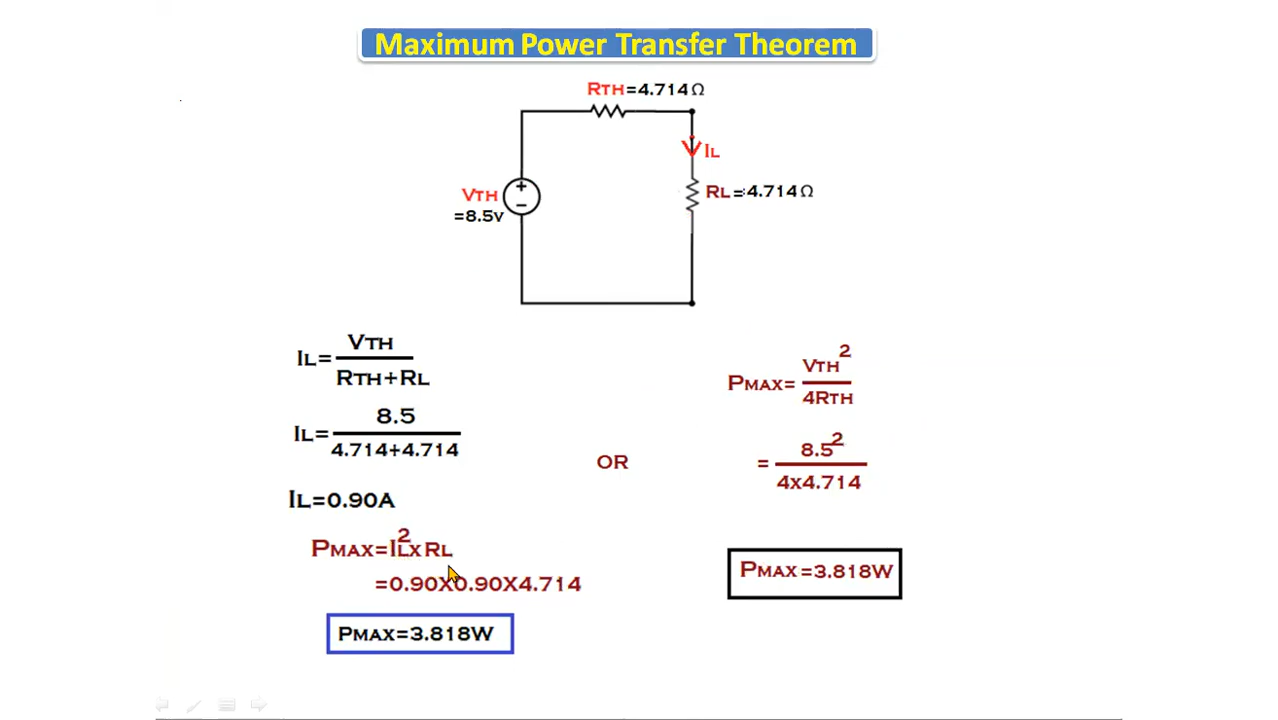 Maximum Power Transfer Theorem
RTH=4.714Ω
IL
VTH
=8.5V
+
−
RL=4.714Ω
IL= VTH
RTH+RL
IL= 8.5
4.714+4.714
IL=0.90A
PMAX=IL²X RL
=0.90X0.90X4.714
PMAX=3.818W
OR
PMAX= VTH²
4RTH
= 8.5²
4x4.714
PMAX=3.818W